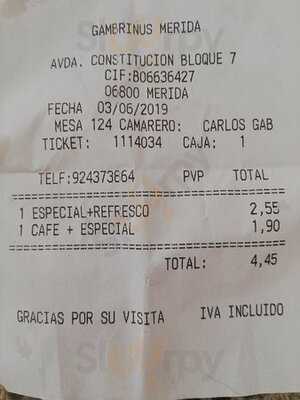 GAMBRINUS MERIDA
AVDA. CONSTITUCION BLOQUE 7
CIF:B06636427
06800 MERIDA
FECHA 03/06/2019
MESA 124 CAMARERO: CARLOS GAB
TICKET: 1114034 CAJA: 1
TELF:924373864 PVP TOTAL
1 ESPECIAL+REFRESCO 2,55
1 CAFE + ESPECIAL 1,90
TOTAL: 4,45
GRACIAS POR SU VISITA IVA INCLUIDO